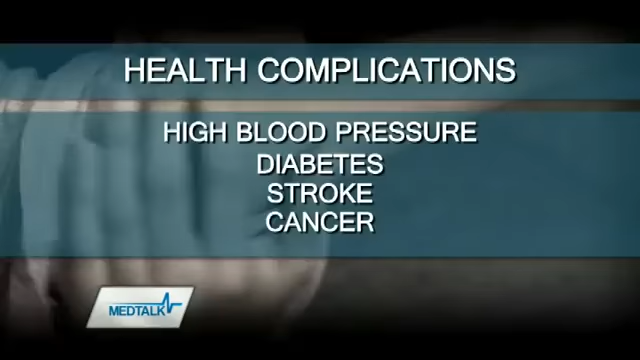 HEALTH COMPLICATIONS
HIGH BLOOD PRESSURE
DIABETES
STROKE
CANCER
MEDTALK